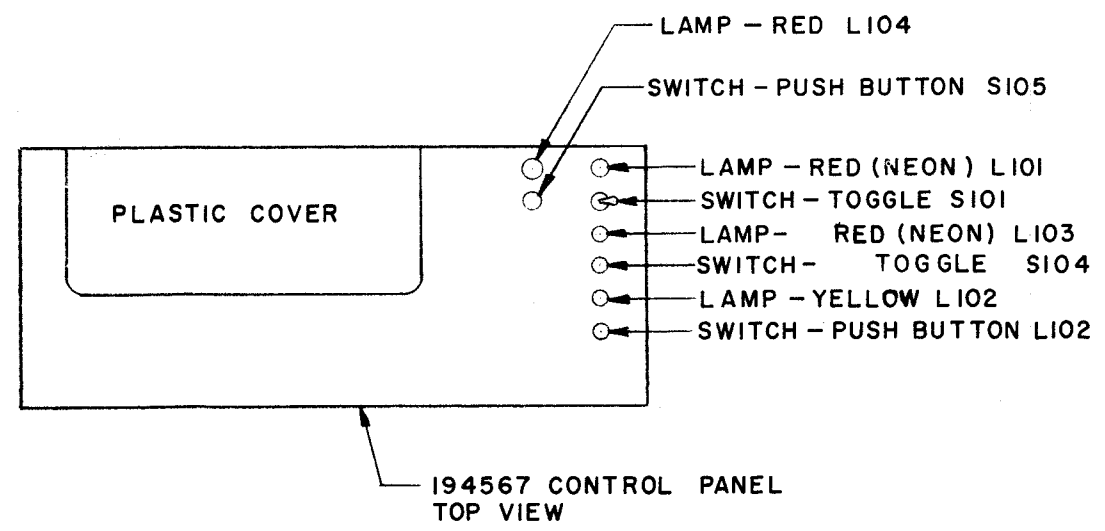 LAMP - RED L104
SWITCH - PUSH BUTTON S105
LAMP - RED (NEON) L101
SWITCH - TOGGLE S101
LAMP - RED (NEON) L103
SWITCH - TOGGLE S104
LAMP - YELLOW L102
SWITCH - PUSH BUTTON L102
PLASTIC COVER
194567 CONTROL PANEL
TOP VIEW